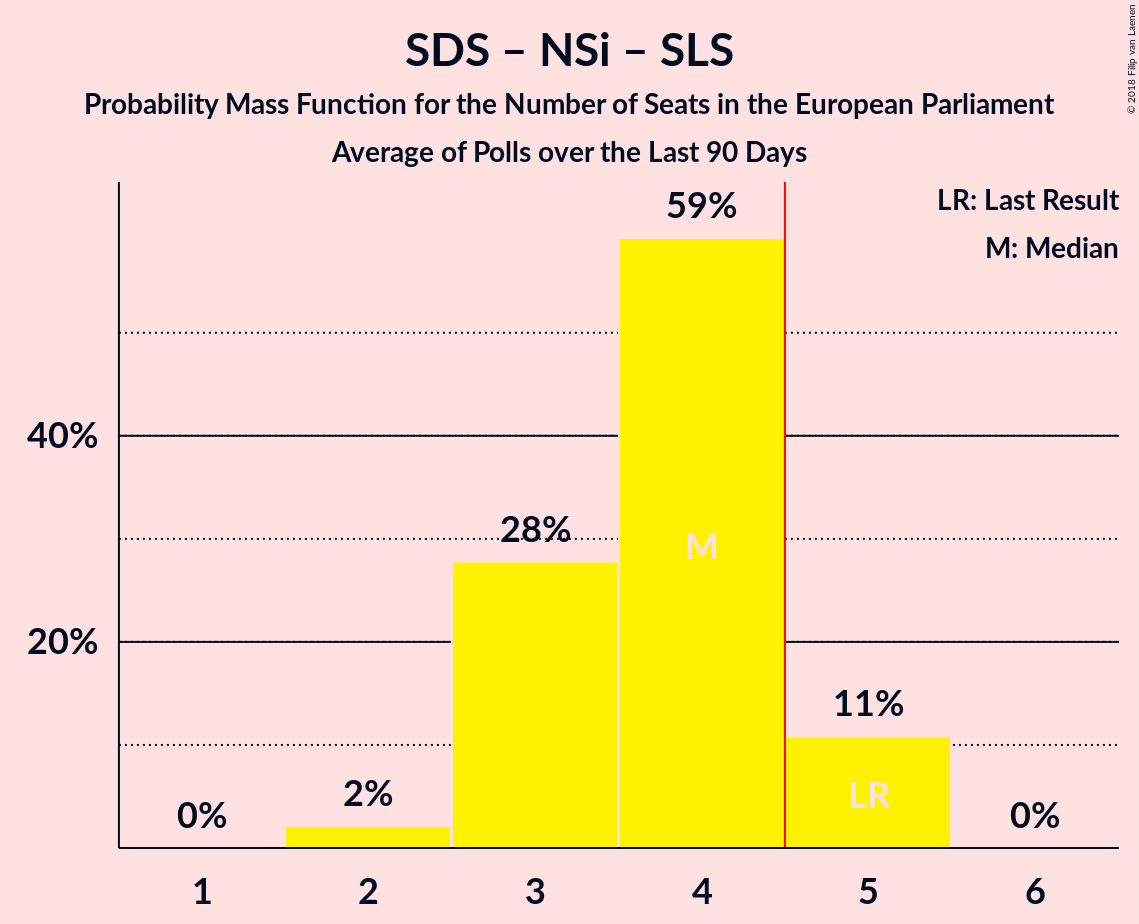 SDS – NSi – SLS
Probability Mass Function for the Number of Seats in the European Parliament
Average of Polls over the Last 90 Days
© 2018 Filip van Laenen
LR: Last Result
M: Median
59%
40%
28%
M
20%
11%
LR
2%
0%
0%
1 2 3 4 5 6